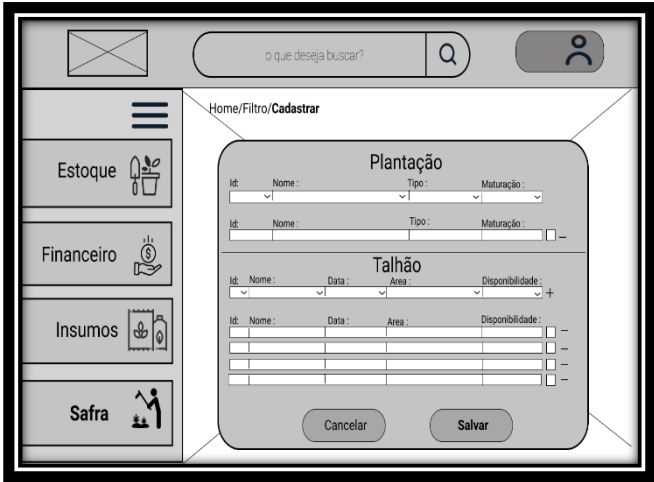 o que deseja buscar?
Home/Filtro/Cadastrar
Estoque
Financeiro
Insumos
Safra
Plantação
Id: Nome : Tipo : Maturação :
Id: Nome : Tipo : Maturação :
Talhão
Id: Nome : Data : Area : Disponibilidade :
Id: Nome : Data : Area : Disponibilidade :
Cancelar Salvar